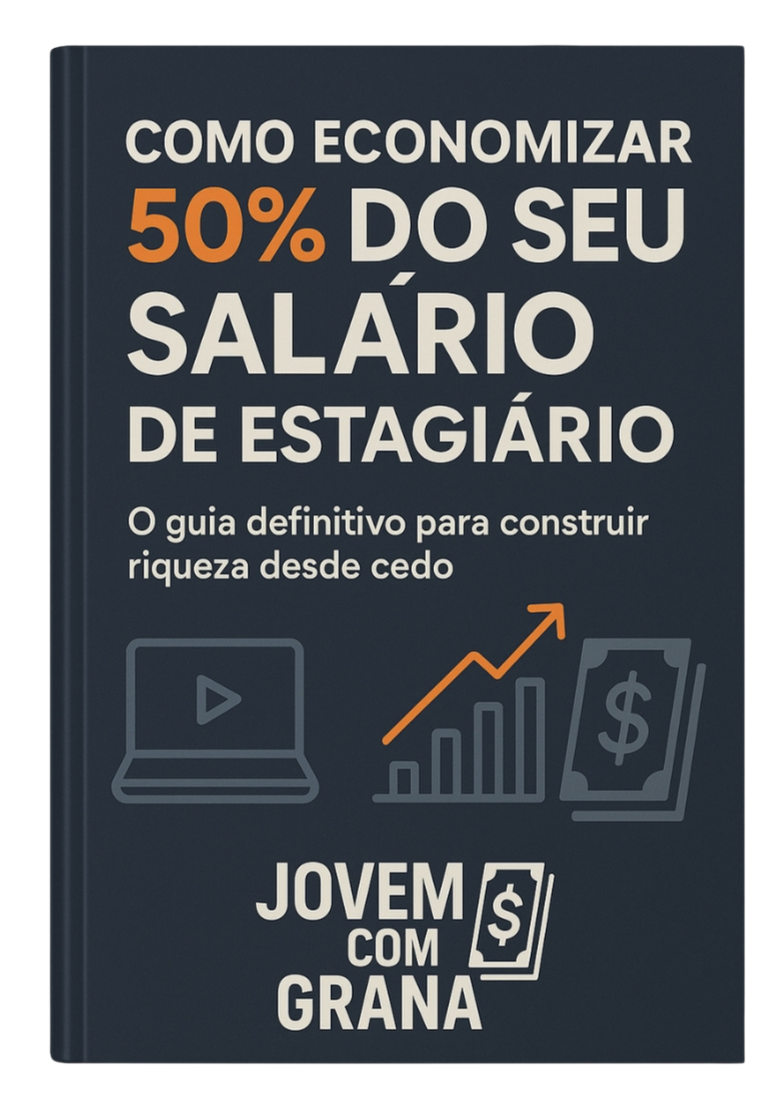 COMO ECONOMIZAR
50% DO SEU
SALÁRIO
DE ESTAGIÁRIO
O guia definitivo para construir
riqueza desde cedo
$
JOVEM
COM
GRANA
$